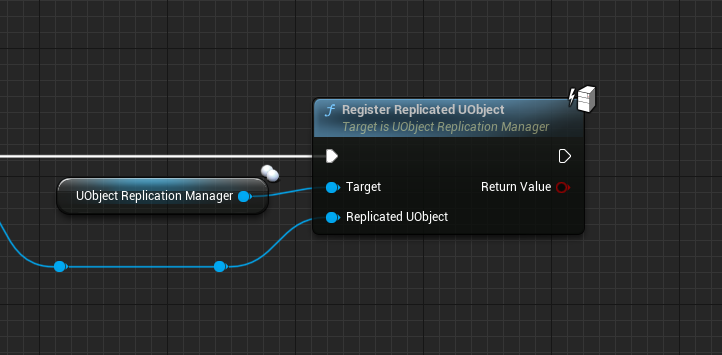 Register Replicated UObject
Target is UObject Replication Manager
UObject Replication Manager
Target
Return Value
Replicated UObject